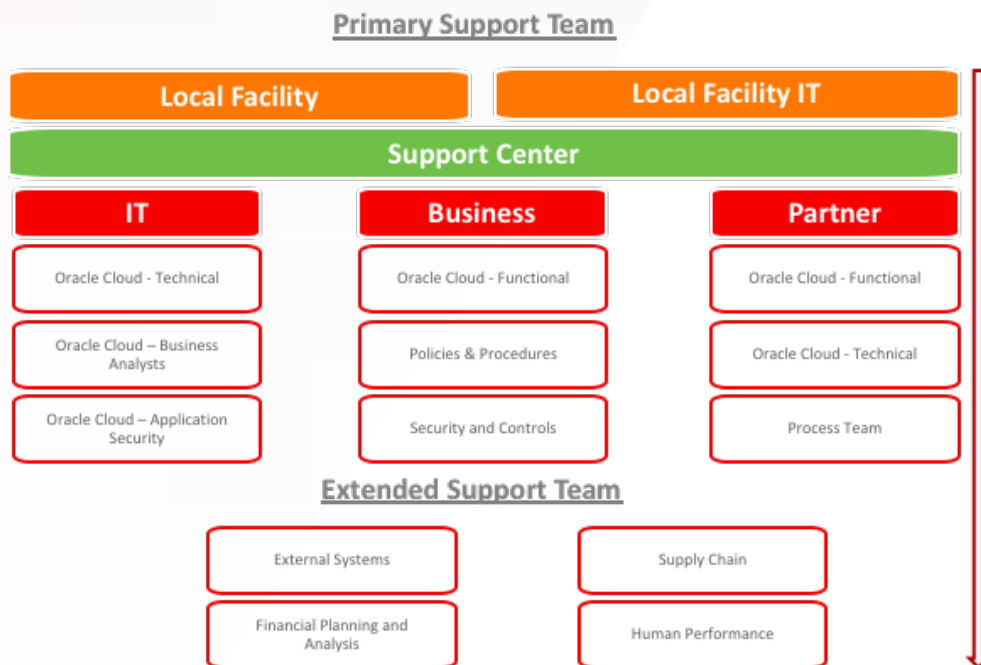 Primary Support Team
Local Facility
Local Facility IT
Support Center
IT
Business
Partner
Oracle Cloud - Technical
Oracle Cloud - Functional
Oracle Cloud - Functional
Oracle Cloud – Business
Analysts
Policies & Procedures
Oracle Cloud - Technical
Oracle Cloud – Application
Security
Security and Controls
Process Team
Extended Support Team
External Systems
Supply Chain
Financial Planning and
Analysis
Human Performance